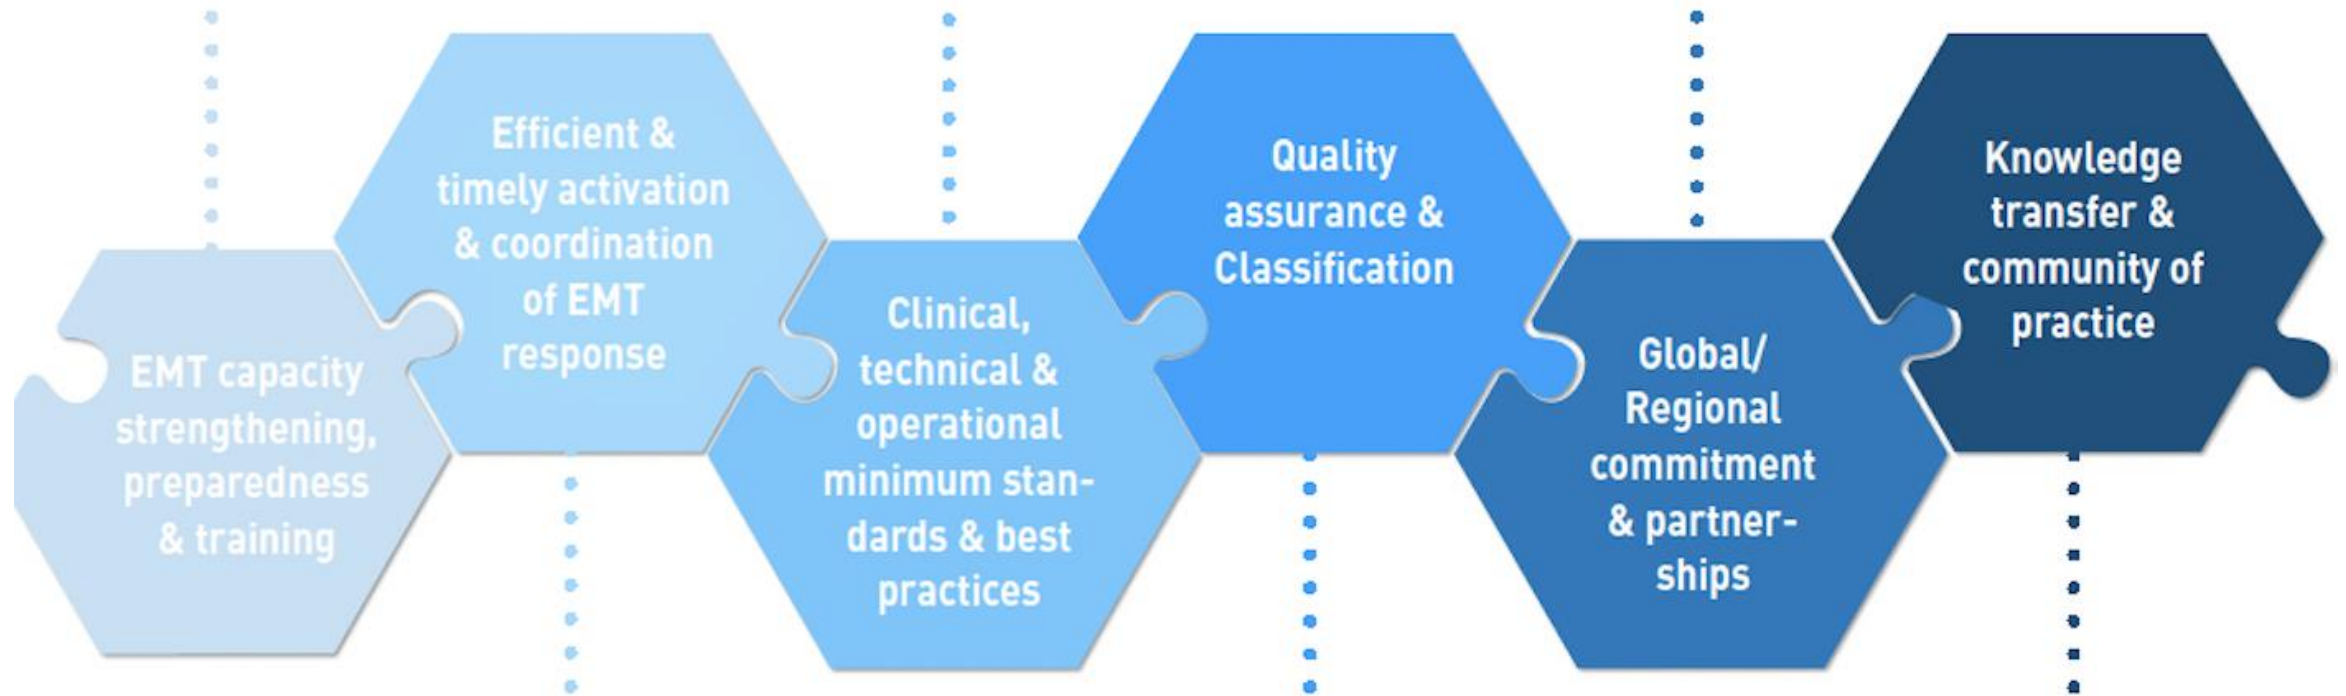 EMT capacity
strengthening,
preparedness
& training
Efficient &
timely activation
& coordination
of EMT
response
Clinical,
technical &
operational
minimum stan-
dards & best
practices
Quality
assurance &
Classification
Global/
Regional
commitment
& partner-
ships
Knowledge
transfer &
community of
practice